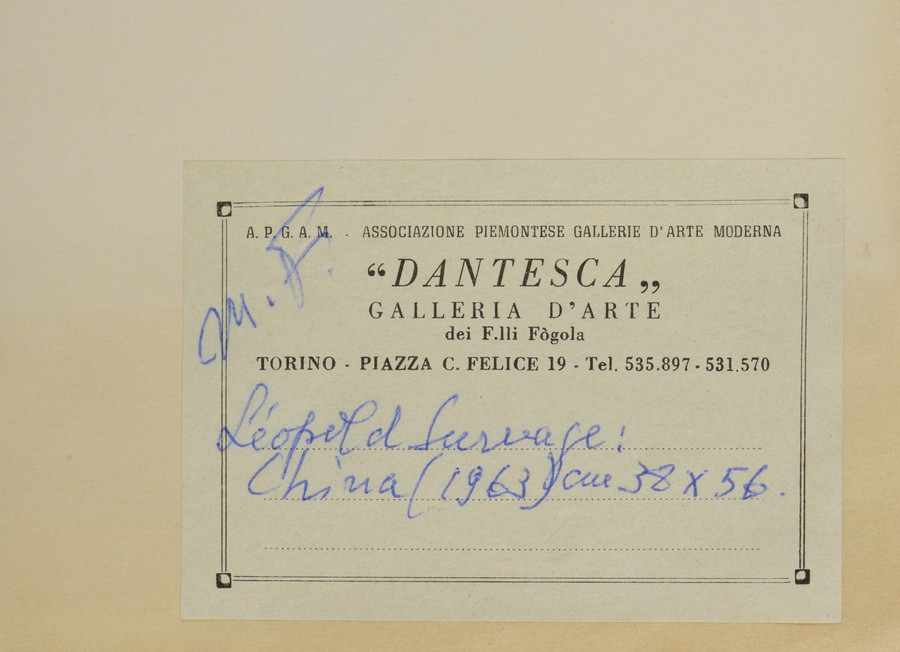 A. P. G. A. M. - ASSOCIAZIONE PIEMONTESE GALLERIE D'ARTE MODERNA
“DANTESCA„
GALLERIA D'ARTE
dei F.lli Fògola
TORINO - PIAZZA C. FELICE 19 - Tel. 535.897 - 531.570
M. F.
Léopold Survage:
China (1963) cm 38 x 56.